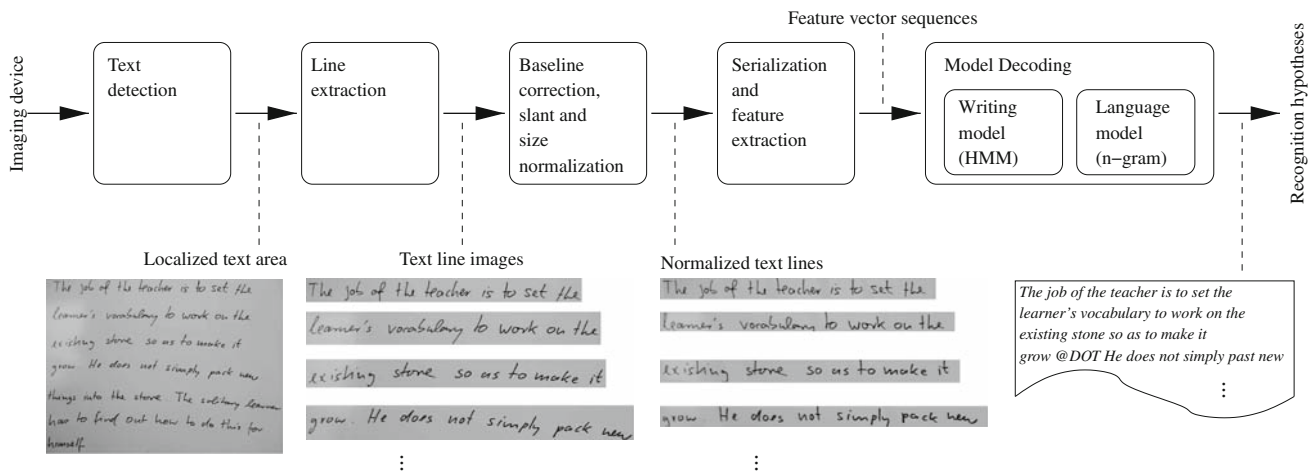 Feature vector sequences
Imaging device
Text
detection
Line
extraction
Baseline
correction,
slant and
size
normalization
Serialization
and
feature
extraction
Model Decoding
Writing
model
(HMM)
Language
model
(n−gram)
Recognition hypotheses
Localized text area
The job of the teacher is to set the
learner's vocabulary to work on the
existing store so as to make it
grow. He does not simply pack new
things into the store. The solitary learner
has to find out how to do this for
himself.
Text line images
The job of the teacher is to set the
learner's vocabulary to work on the
existing store so as to make it
grow. He does not simply pack new
⋮
Normalized text lines
The job of the teacher is to set the
learner's vocabulary to work on the
existing store so as to make it
grow. He does not simply pack new
⋮
The job of the teacher is to set the
learner's vocabulary to work on the
existing stone so as to make it
grow @DOT He does not simply past new
⋮